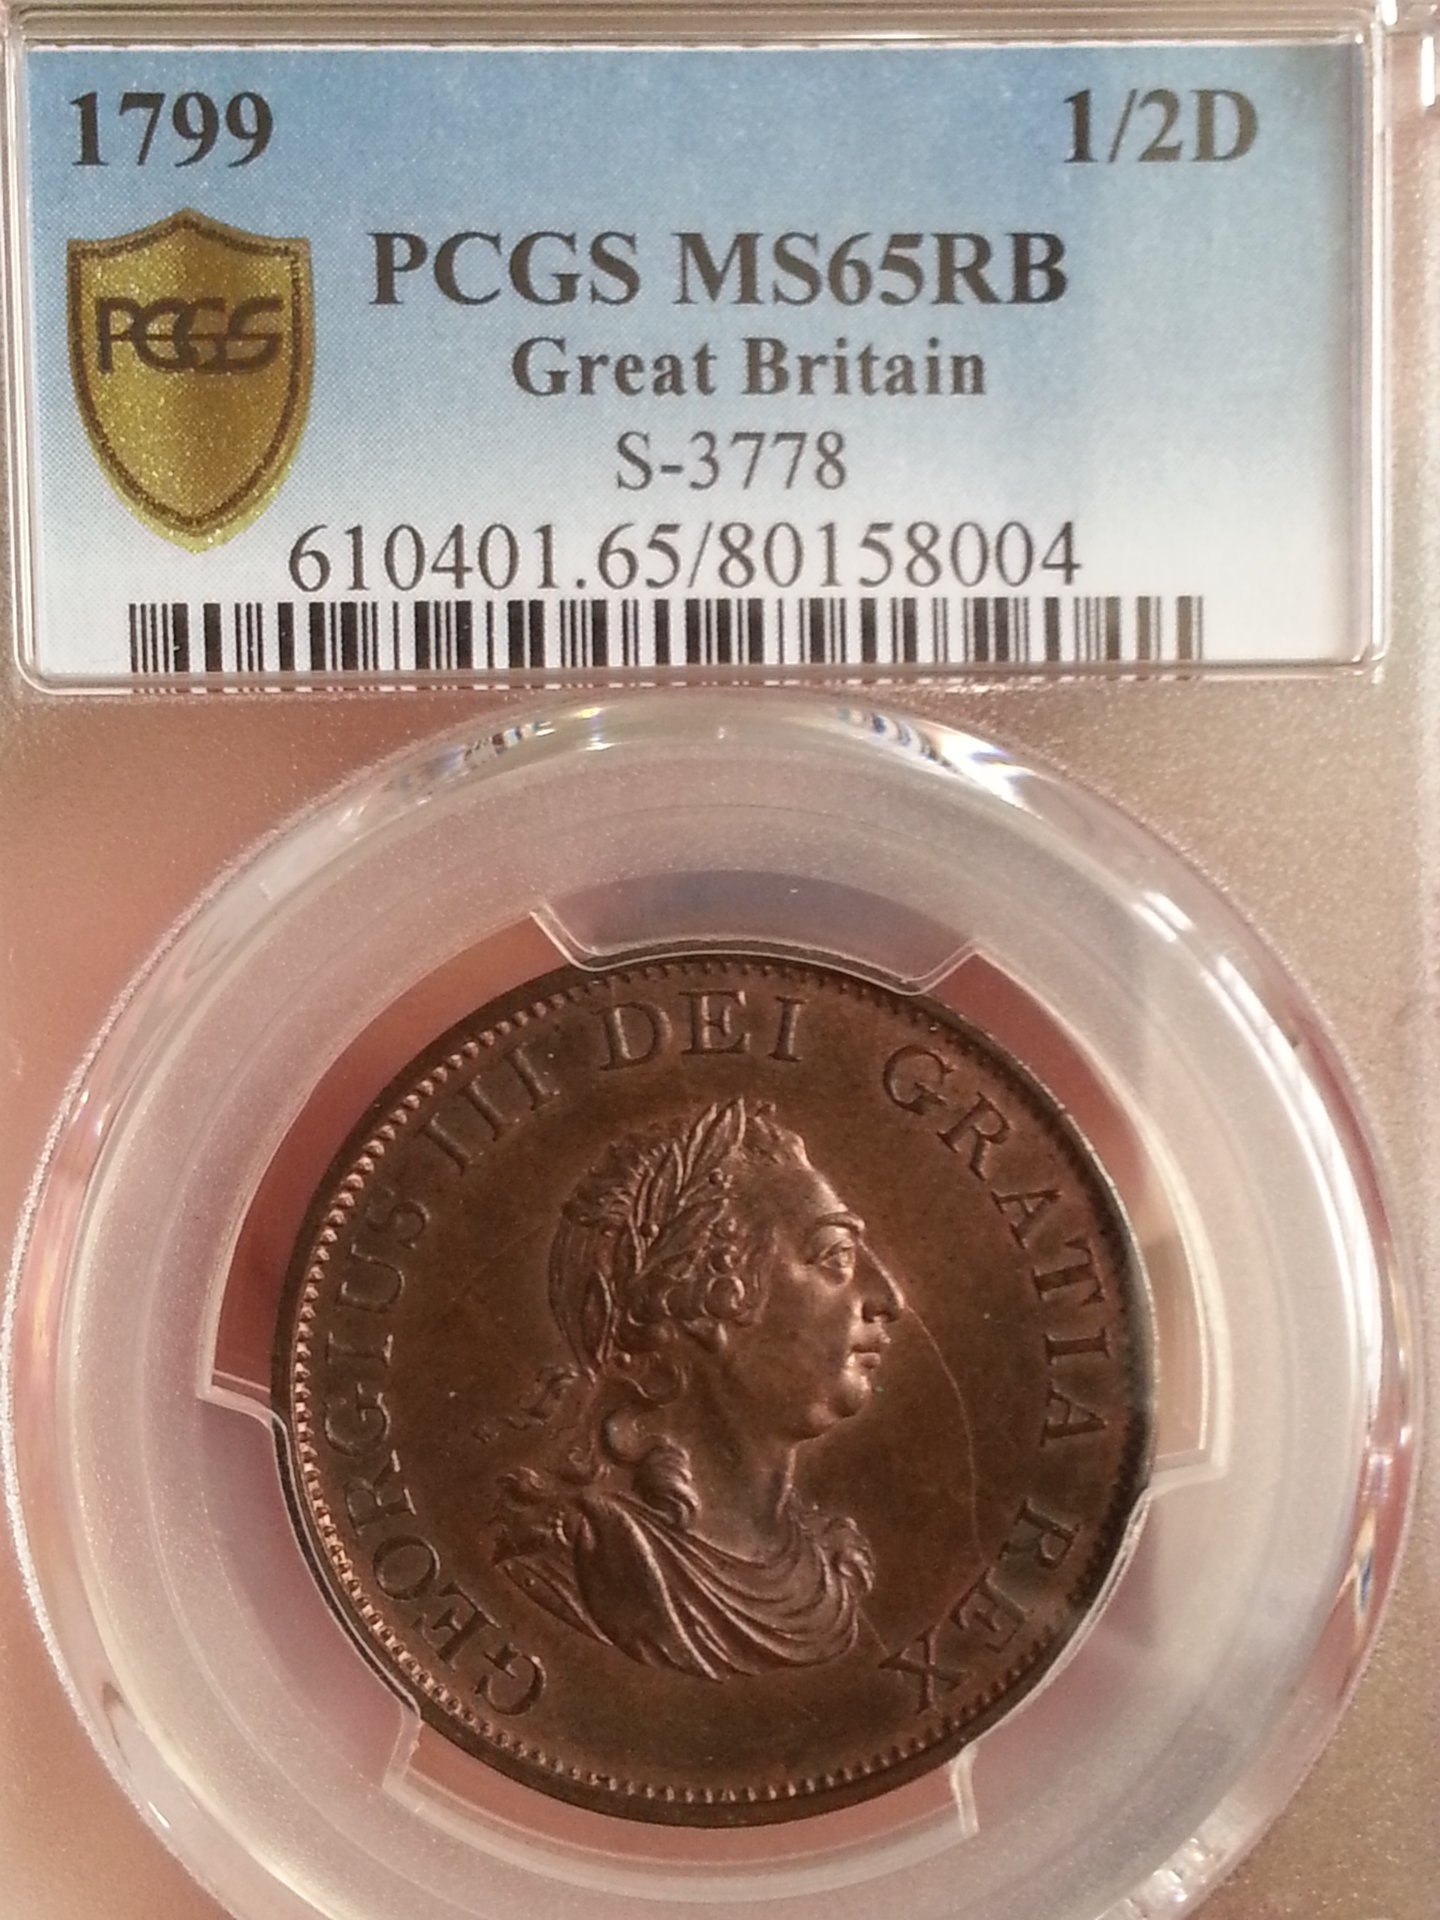 1799 1/2D
PCGS MS65RB
PCGS
Great Britain
S-3778
610401.65/80158004
GEORGIUS III DEI GRATIA REX